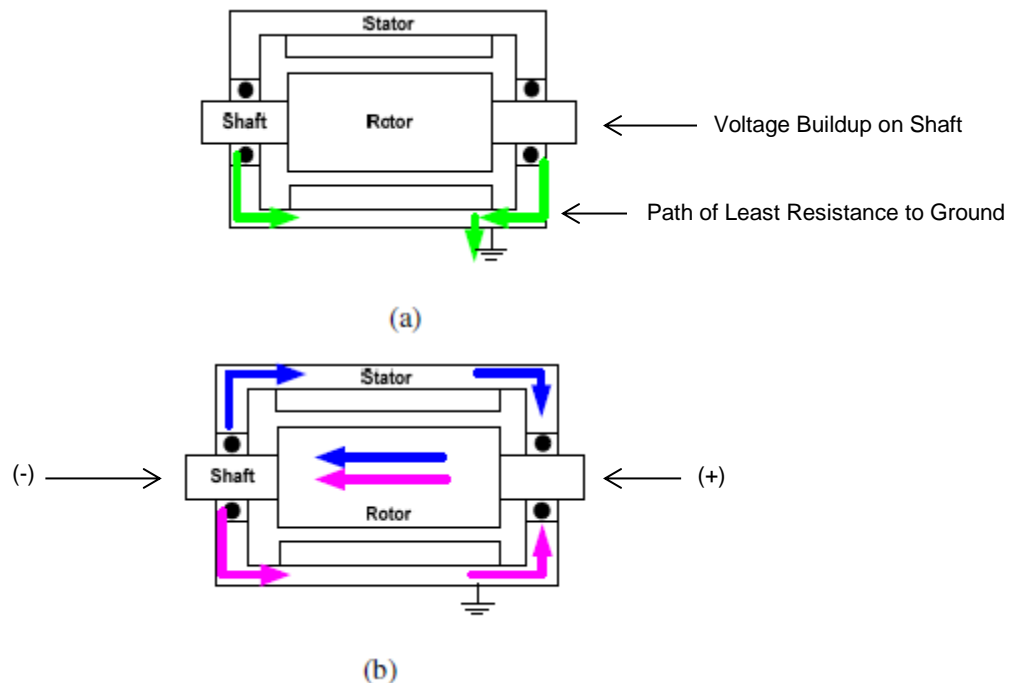 Stator
Shaft
Rotor
Voltage Buildup on Shaft
Path of Least Resistance to Ground
(a)
Stator
(-)
Shaft
(+)
Rotor
(b)